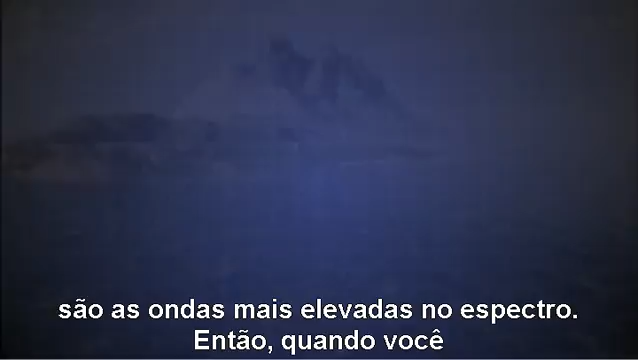 são as ondas mais elevadas no espectro.
Então, quando você